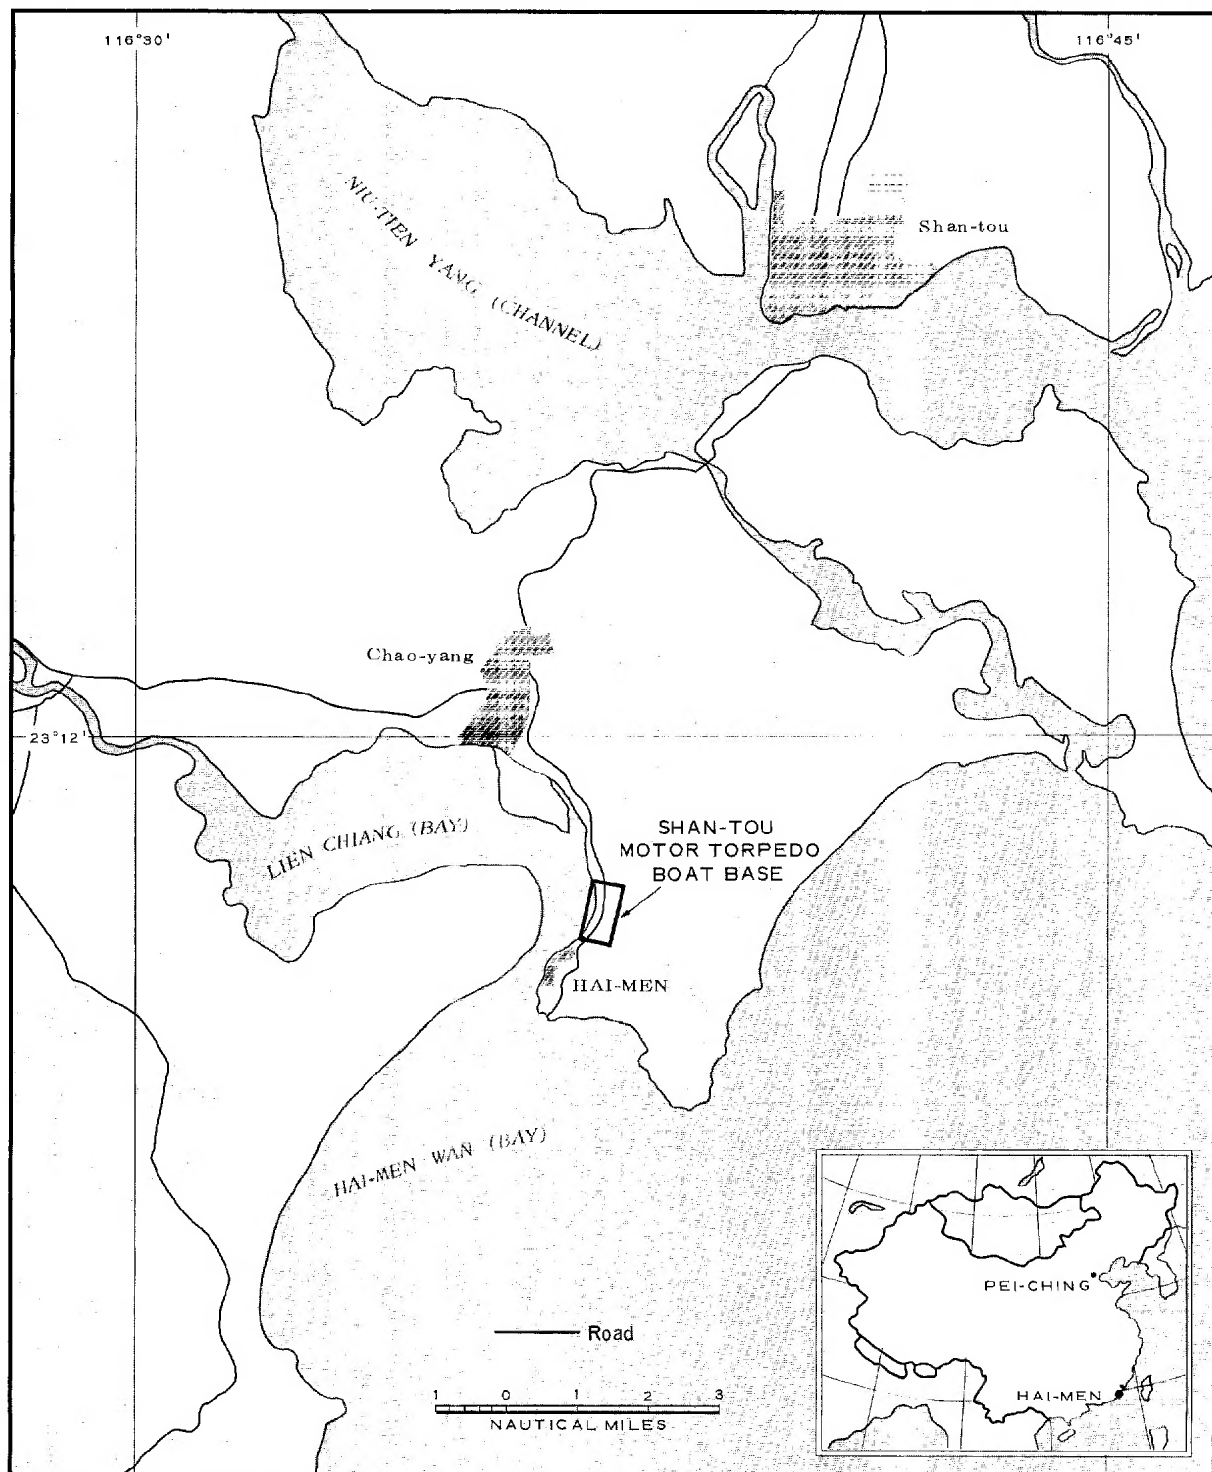 116°30'
116°45'
NIU-TIEN YANG (CHANNEL)
Shan-tou
Chao-yang
23°12'
LIEN CHIANG (BAY)
SHAN-TOU
MOTOR TORPEDO
BOAT BASE
HAI-MEN
HAI-MEN WAN (BAY)
PEI-CHING
HAI-MEN
Road
1 0 1 2 3
NAUTICAL MILES